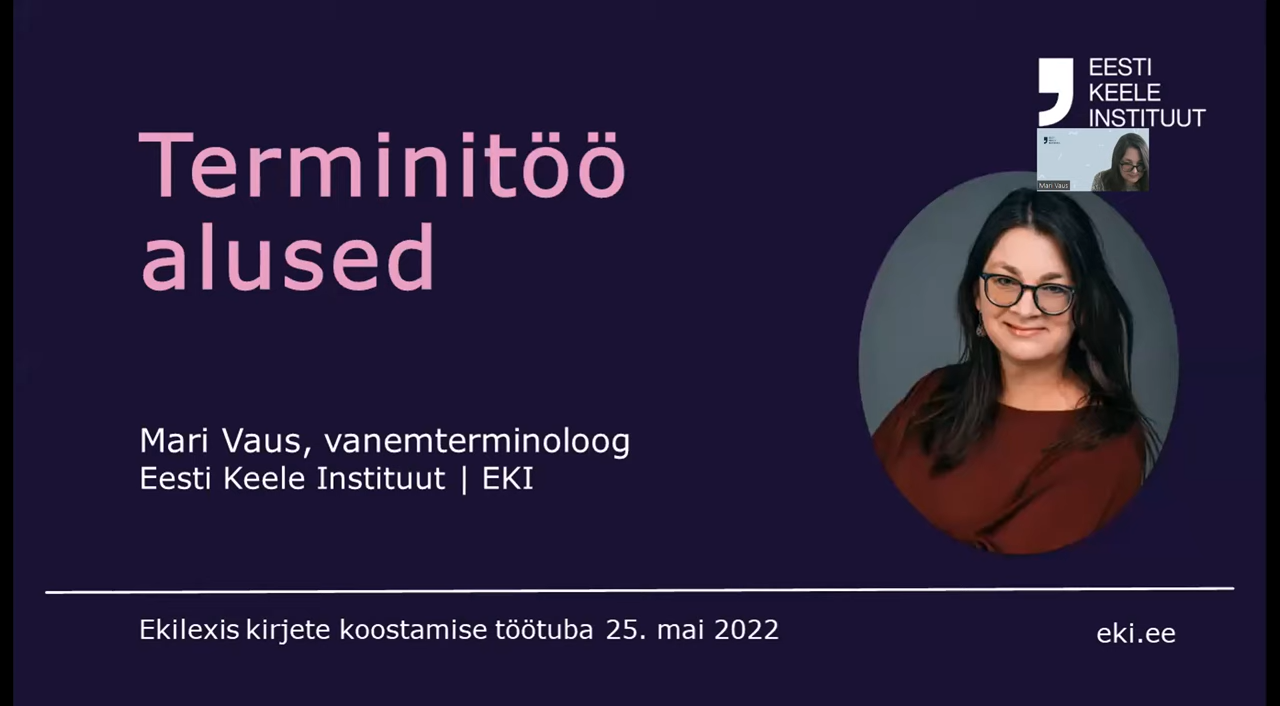 EESTI
KEELE
INSTITUUT
Mari Vaus
Terminitöö
alused
Mari Vaus, vanemterminoloog
Eesti Keele Instituut | EKI
Ekilexis kirjete koostamise töötuba 25. mai 2022
eki.ee